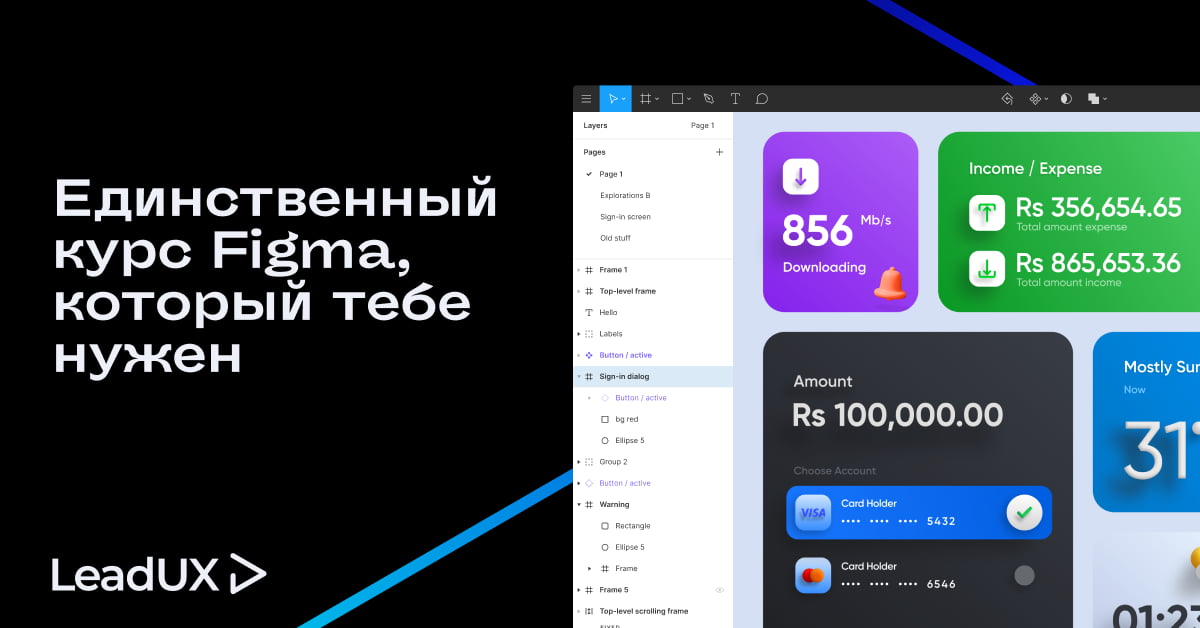 Единственный
курс Figma,
который тебе
нужен
LeadUX
Layers
Page 1
Pages
Page 1
Explorations B
Sign-in screen
Old stuff
Frame 1
Top-level frame
Hello
Labels
Button / active
Sign-in dialog
Button / active
bg red
Ellipse 5
Group 2
Button / active
Warning
Rectangle
Ellipse 5
Frame
Frame 5
Top-level scrolling frame
FIXED
856 Mb/s
Downloading
Income / Expense
Rs 356,654.65
Total amount expense
Rs 865,653.36
Total amount income
Amount
Rs 100,000.00
Choose Account
VISA
Card Holder
•••• •••• •••• 5432
Card Holder
•••• •••• •••• 6546
Mostly Sun
Now
31°
01:23